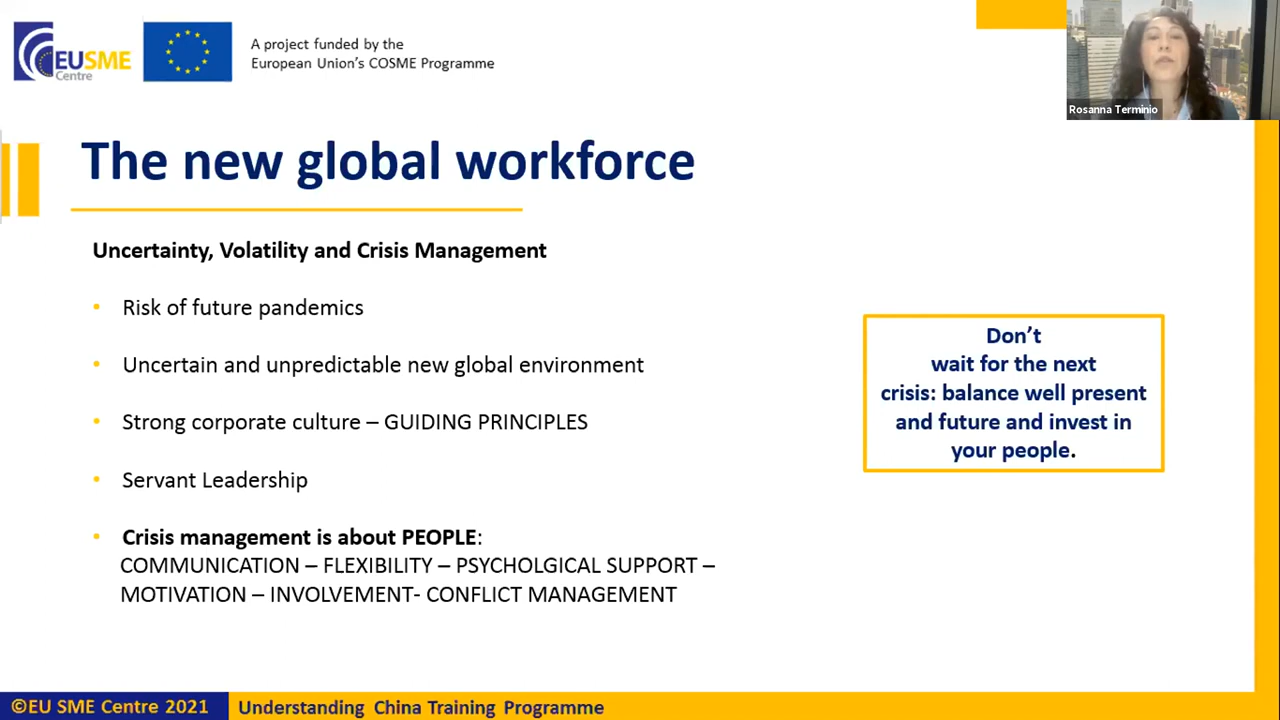 EUSME
Centre
A project funded by the
European Union's COSME Programme
Rosanna Terminio
The new global workforce
Uncertainty, Volatility and Crisis Management
• Risk of future pandemics
• Uncertain and unpredictable new global environment
• Strong corporate culture – GUIDING PRINCIPLES
• Servant Leadership
• Crisis management is about PEOPLE:
COMMUNICATION – FLEXIBILITY – PSYCHOLGICAL SUPPORT –
MOTIVATION – INVOLVEMENT- CONFLICT MANAGEMENT
Don't
wait for the next
crisis: balance well present
and future and invest in
your people.
©EU SME Centre 2021
Understanding China Training Programme